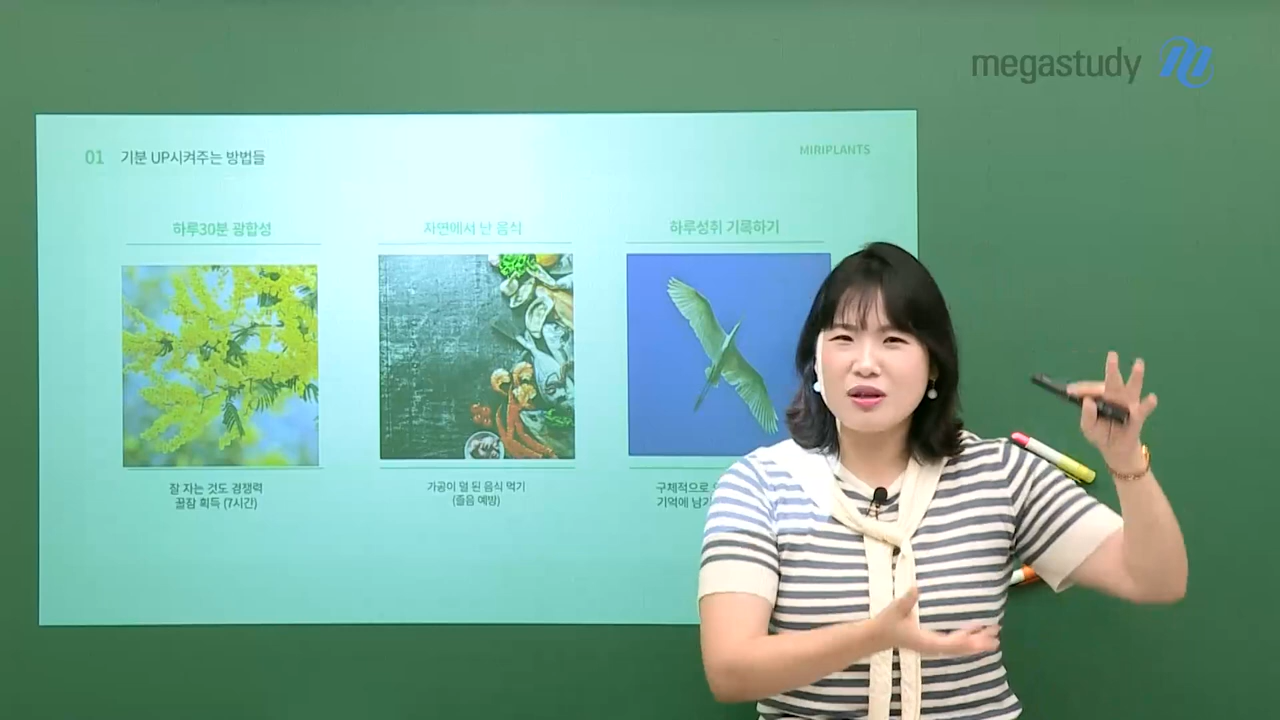 megastudy
01 기분 UP시켜주는 방법들
MIRIPLANTS
하루30분 광합성
자연에서 난 음식
하루성취 기록하기
잘 자는 것도 경쟁력
꿀잠 획득 (7시간)
가공이 덜 된 음식 먹기
(졸음 예방)
구체적으로
기억에 남기